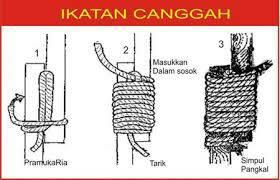 IKATAN CANGGAH
1
2
3
Masukkan
Dalam sosok
PramukaRia
Tarik
Simpul
Pangkal